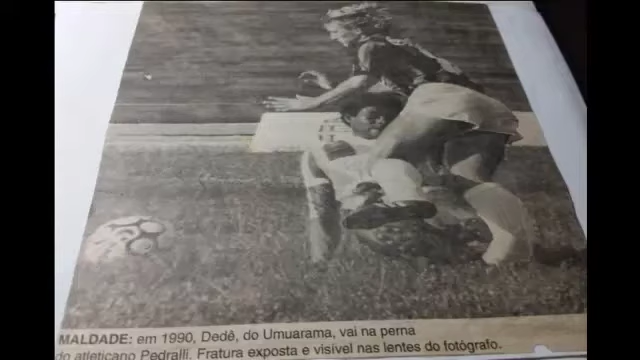 MALDADE: em 1990, Dedê, do Umuarama, vai na perna
do atleticano Pedralli. Fratura exposta e visível nas lentes do fotógrafo.